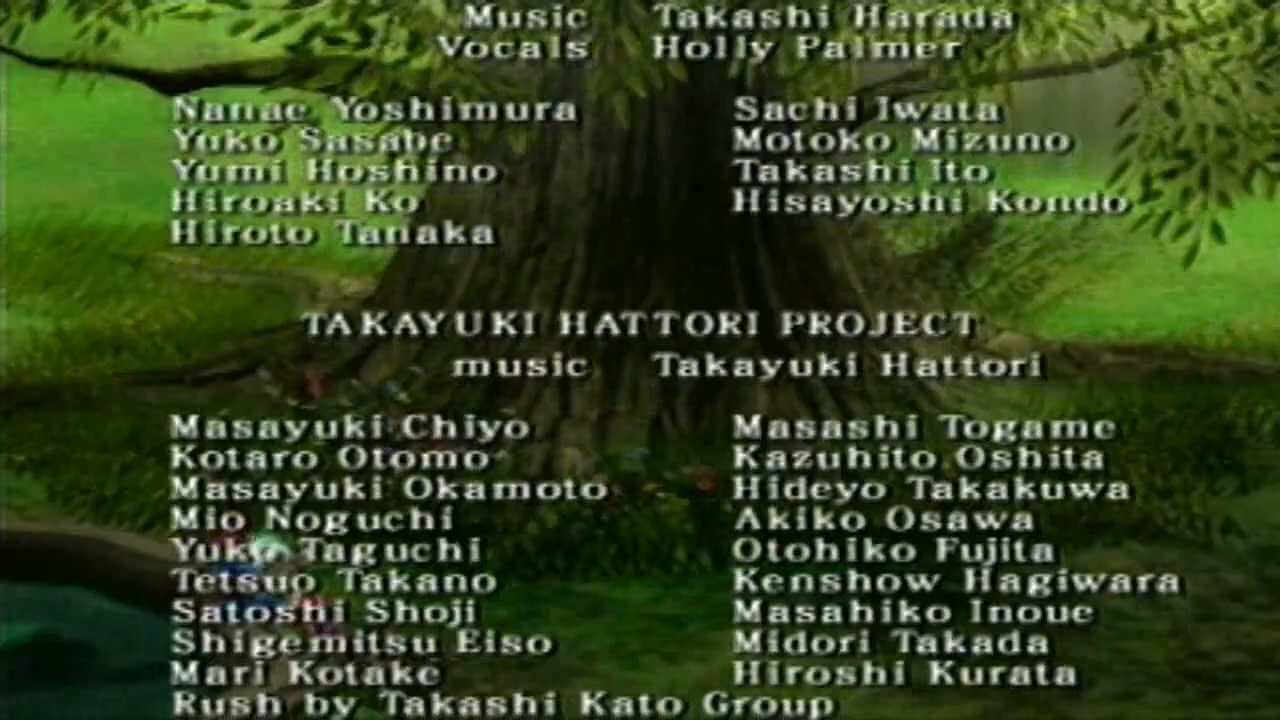 Music Takashi Harada
Vocals Holly Palmer
Nanae Yoshimura Sachi Iwata
Yuko Sasabe Motoko Mizuno
Yumi Hoshino Takashi Ito
Hiroaki Ko Hisayoshi Kondo
Hiroto Tanaka
TAKAYUKI HATTORI PROJECT
music Takayuki Hattori
Masayuki Chiyo Masashi Togame
Kotaro Otomo Kazuhito Oshita
Masayuki Okamoto Hideyo Takakuwa
Mio Noguchi Akiko Osawa
Yuko Taguchi Otohiko Fujita
Tetsuo Takano Kenshow Hagiwara
Satoshi Shoji Masahiko Inoue
Shigemitsu Eiso Midori Takada
Mari Kotake Hiroshi Kurata
Rush by Takashi Kato Group